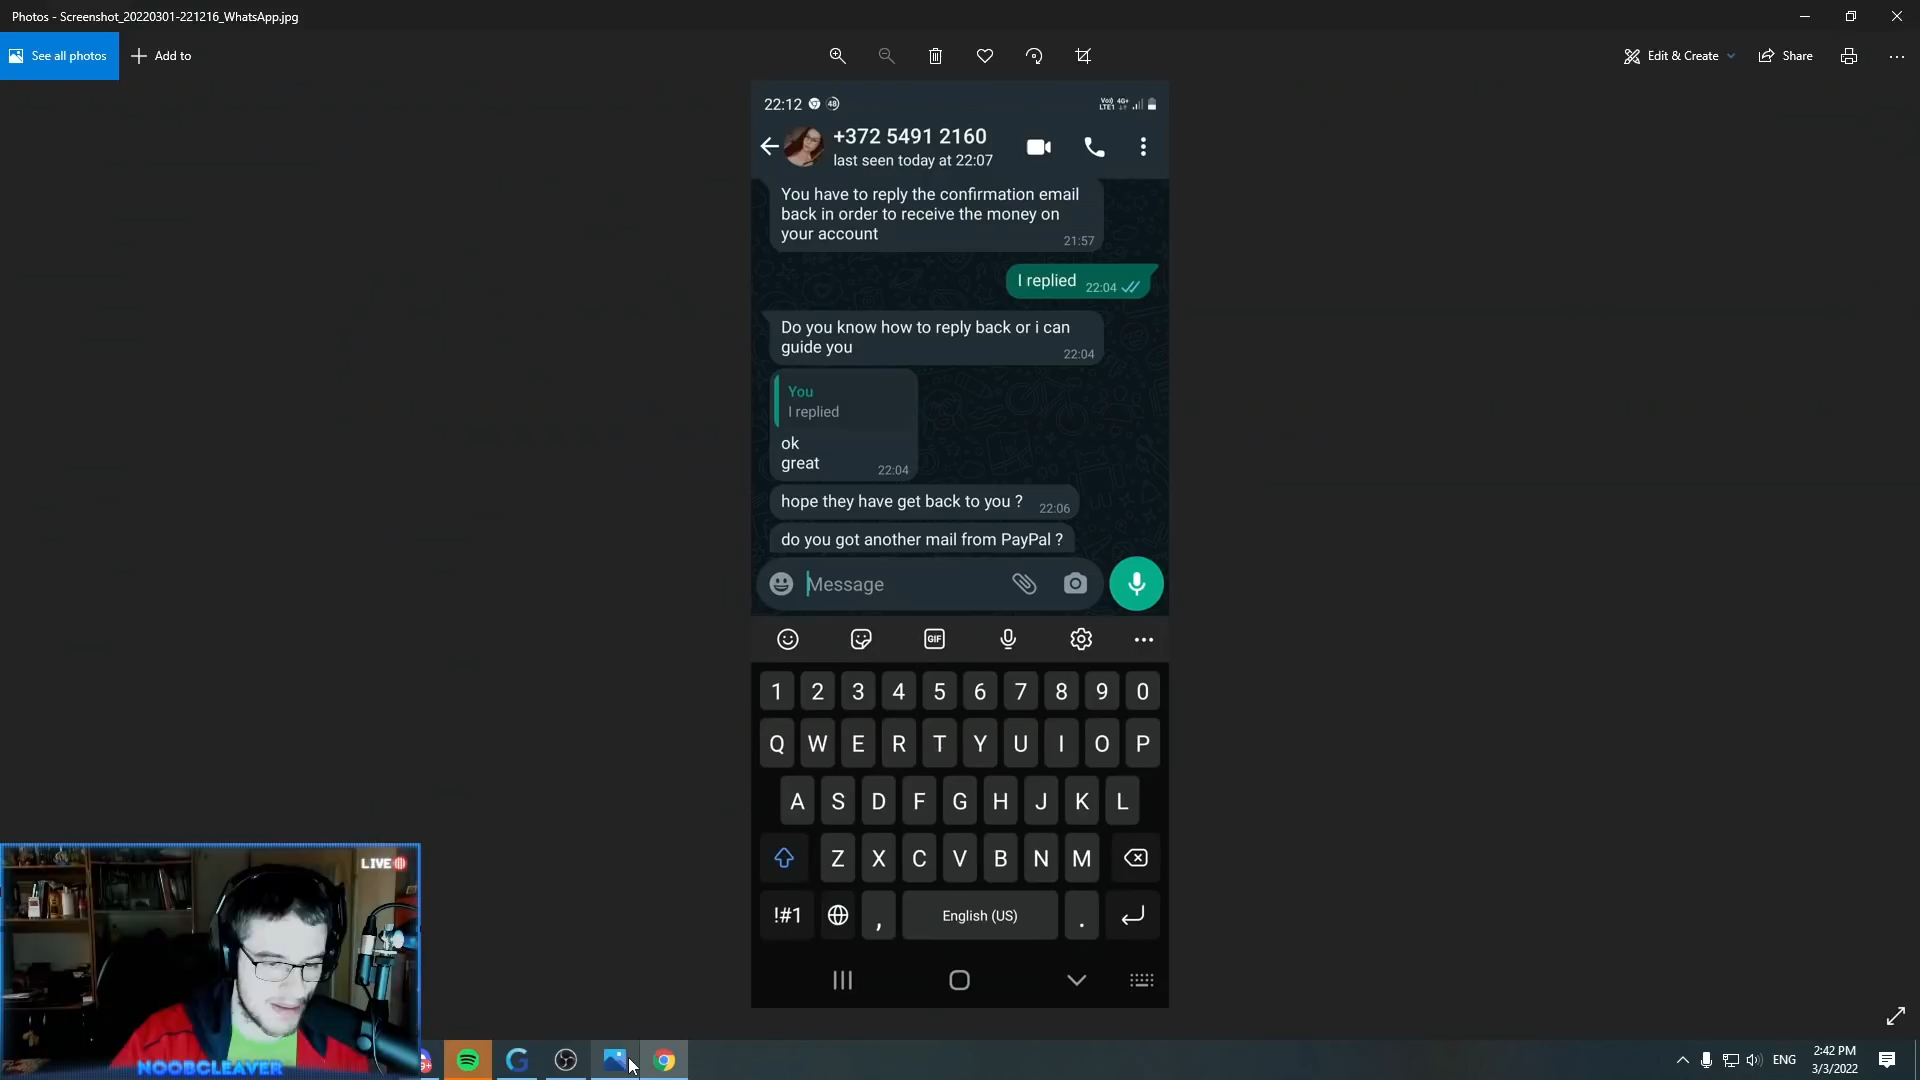 Photos - Screenshot_20220301-221216_WhatsApp.jpg
See all photos
Add to
Edit & Create
Share
22:12
48
Vo)) 4G+
LTE1
+372 5491 2160
last seen today at 22:07
You have to reply the confirmation email
back in order to receive the money on
your account
21:57
I replied 22:04
Do you know how to reply back or i can
guide you
22:04
You
I replied
ok
great
22:04
hope they have get back to you ? 22:06
do you got another mail from PayPal ?
Message
GIF
1 2 3 4 5 6 7 8 9 0
Q W E R T Y U I O P
A S D F G H J K L
Z X C V B N M
!#1 , English (US) .
LIVE
NOOBCLEAVER
ENG
2:42 PM
3/3/2022